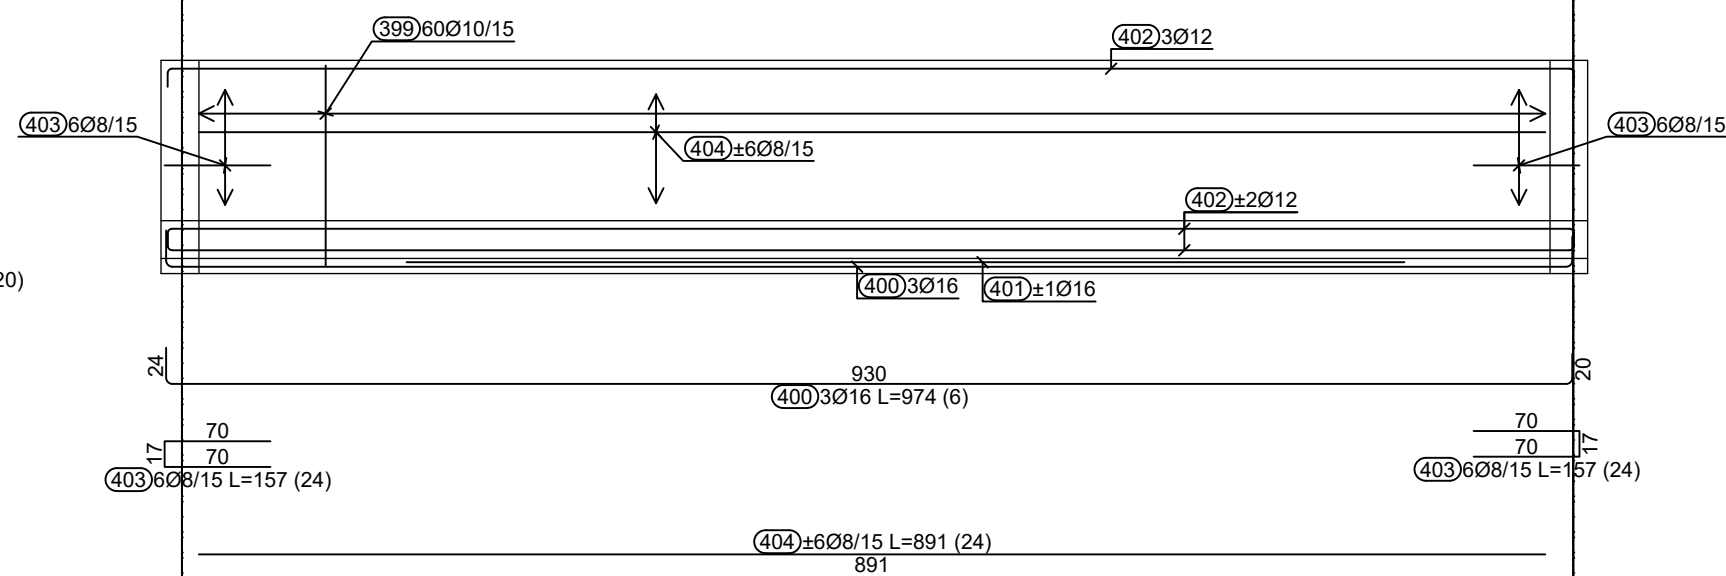 (399)60Ø10/15
(402)3Ø12
(403)6Ø8/15
(404)±6Ø8/15
(403)6Ø8/15
(402)±2Ø12
20)
(400)3Ø16
(401)±1Ø16
24
930
20
(400)3Ø16 L=974 (6)
70
17
70
(403)6Ø8/15 L=157 (24)
70
70
17
(403)6Ø8/15 L=157 (24)
(404)±6Ø8/15 L=891 (24)
891